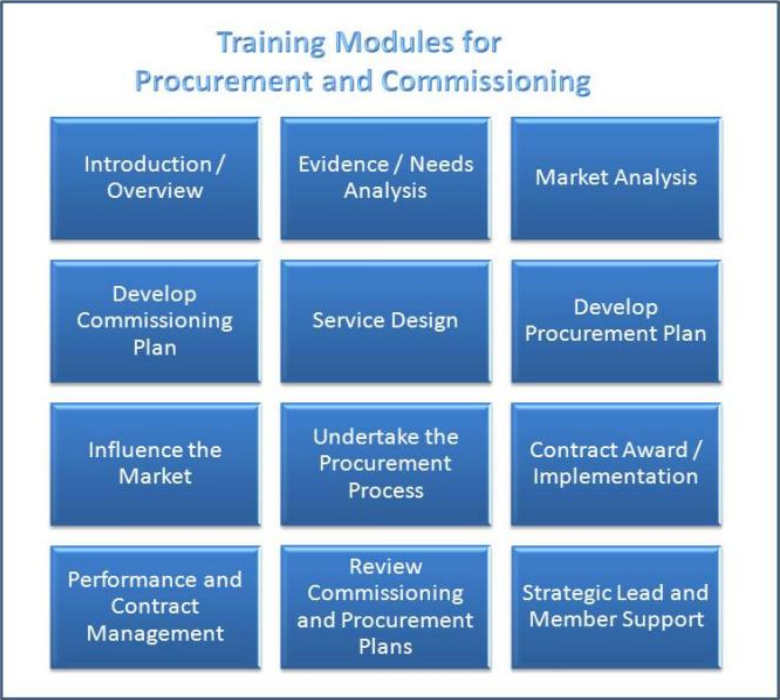 Training Modules for
Procurement and Commissioning
Introduction /
Overview
Evidence / Needs
Analysis
Market Analysis
Develop
Commissioning
Plan
Service Design
Develop
Procurement Plan
Influence the
Market
Undertake the
Procurement
Process
Contract Award /
Implementation
Performance and
Contract
Management
Review
Commissioning
and Procurement
Plans
Strategic Lead and
Member Support